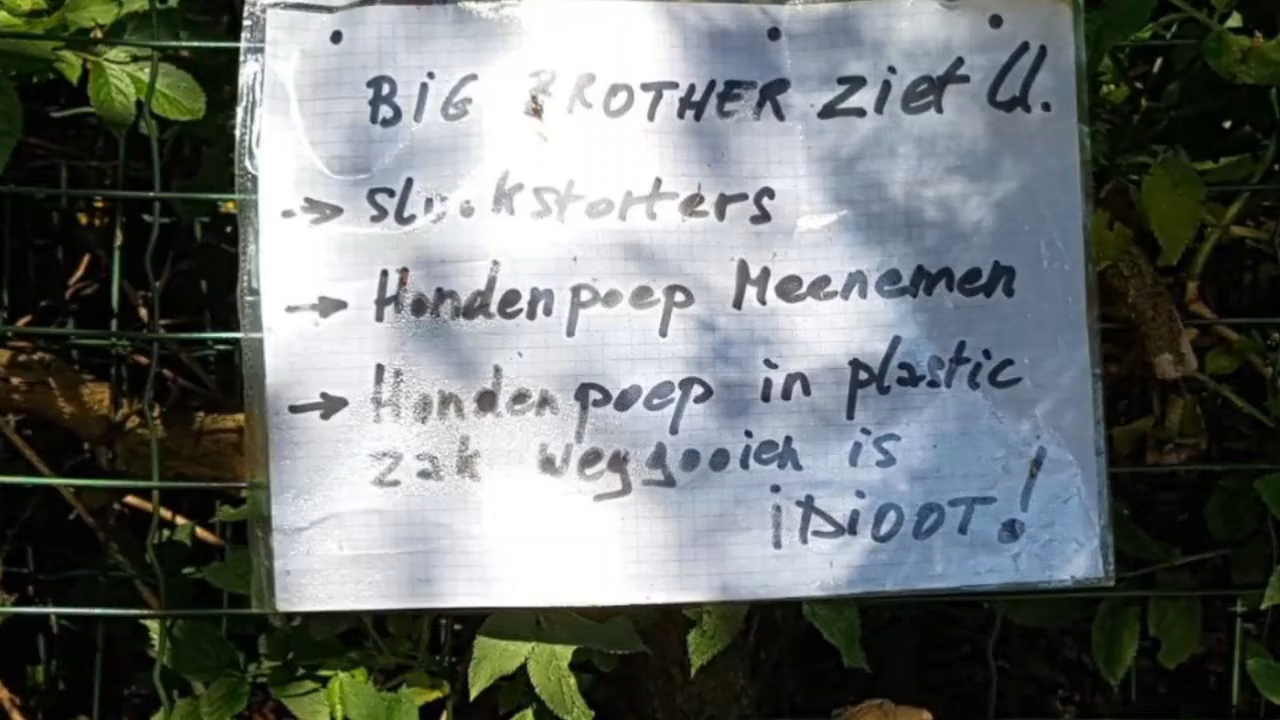 BIG BROTHER ziet U.
→ sluikstorters
→ Hondenpoep Meenemen
→ Hondenpoep in plastic
zak weggooien is
iDiOOT!